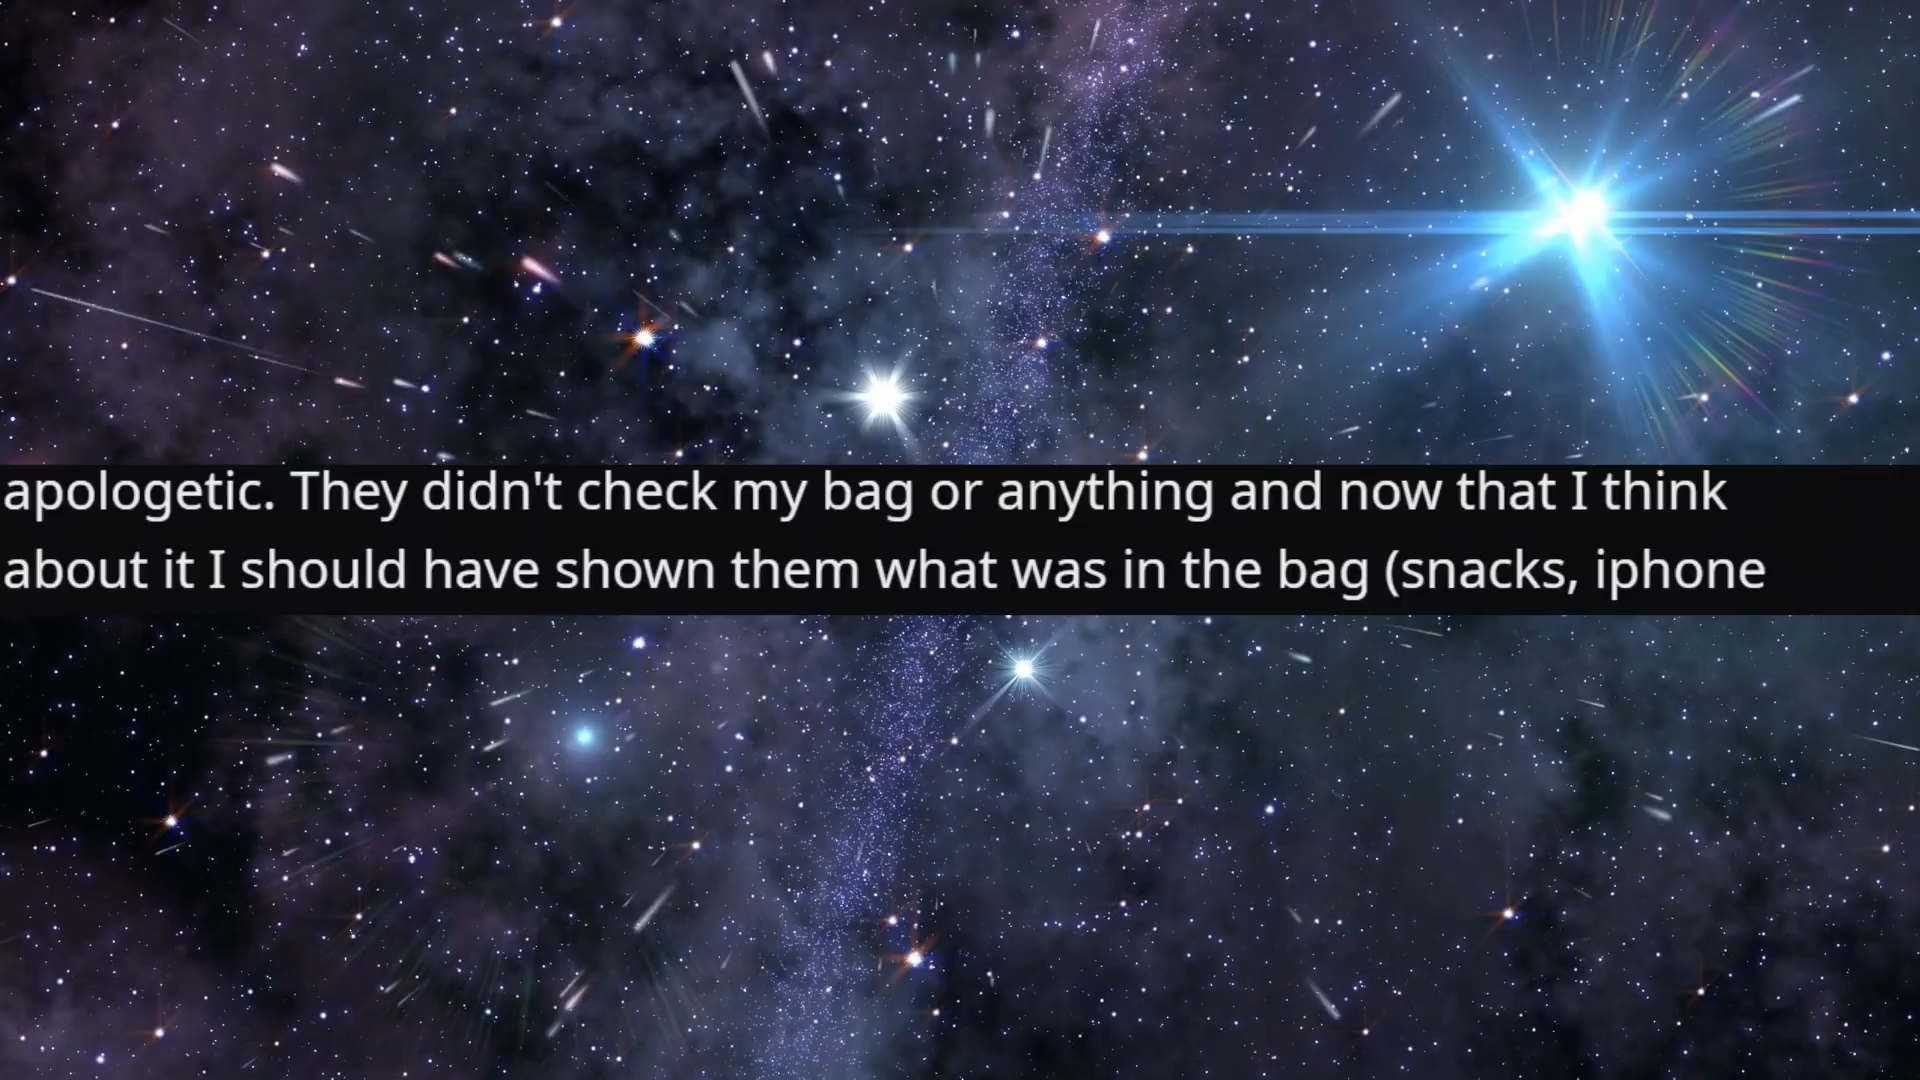 apologetic. They didn't check my bag or anything and now that I think
about it I should have shown them what was in the bag (snacks, iphone